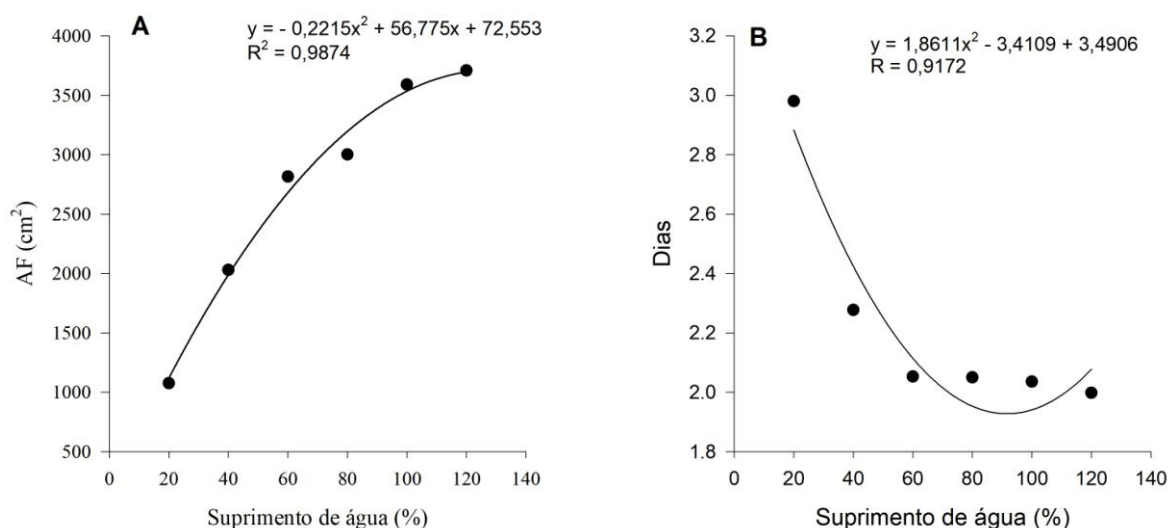 A
y = - 0,2215x² + 56,775x + 72,553
R² = 0,9874
4000
3500
3000
2500
2000
1500
1000
500
AF (cm²)
0 20 40 60 80 100 120 140
Suprimento de água (%)
B
y = 1,8611x² - 3,4109 + 3,4906
R = 0,9172
3.2
3.0
2.8
2.6
2.4
2.2
2.0
1.8
Dias
0 20 40 60 80 100 120 140
Suprimento de água (%)